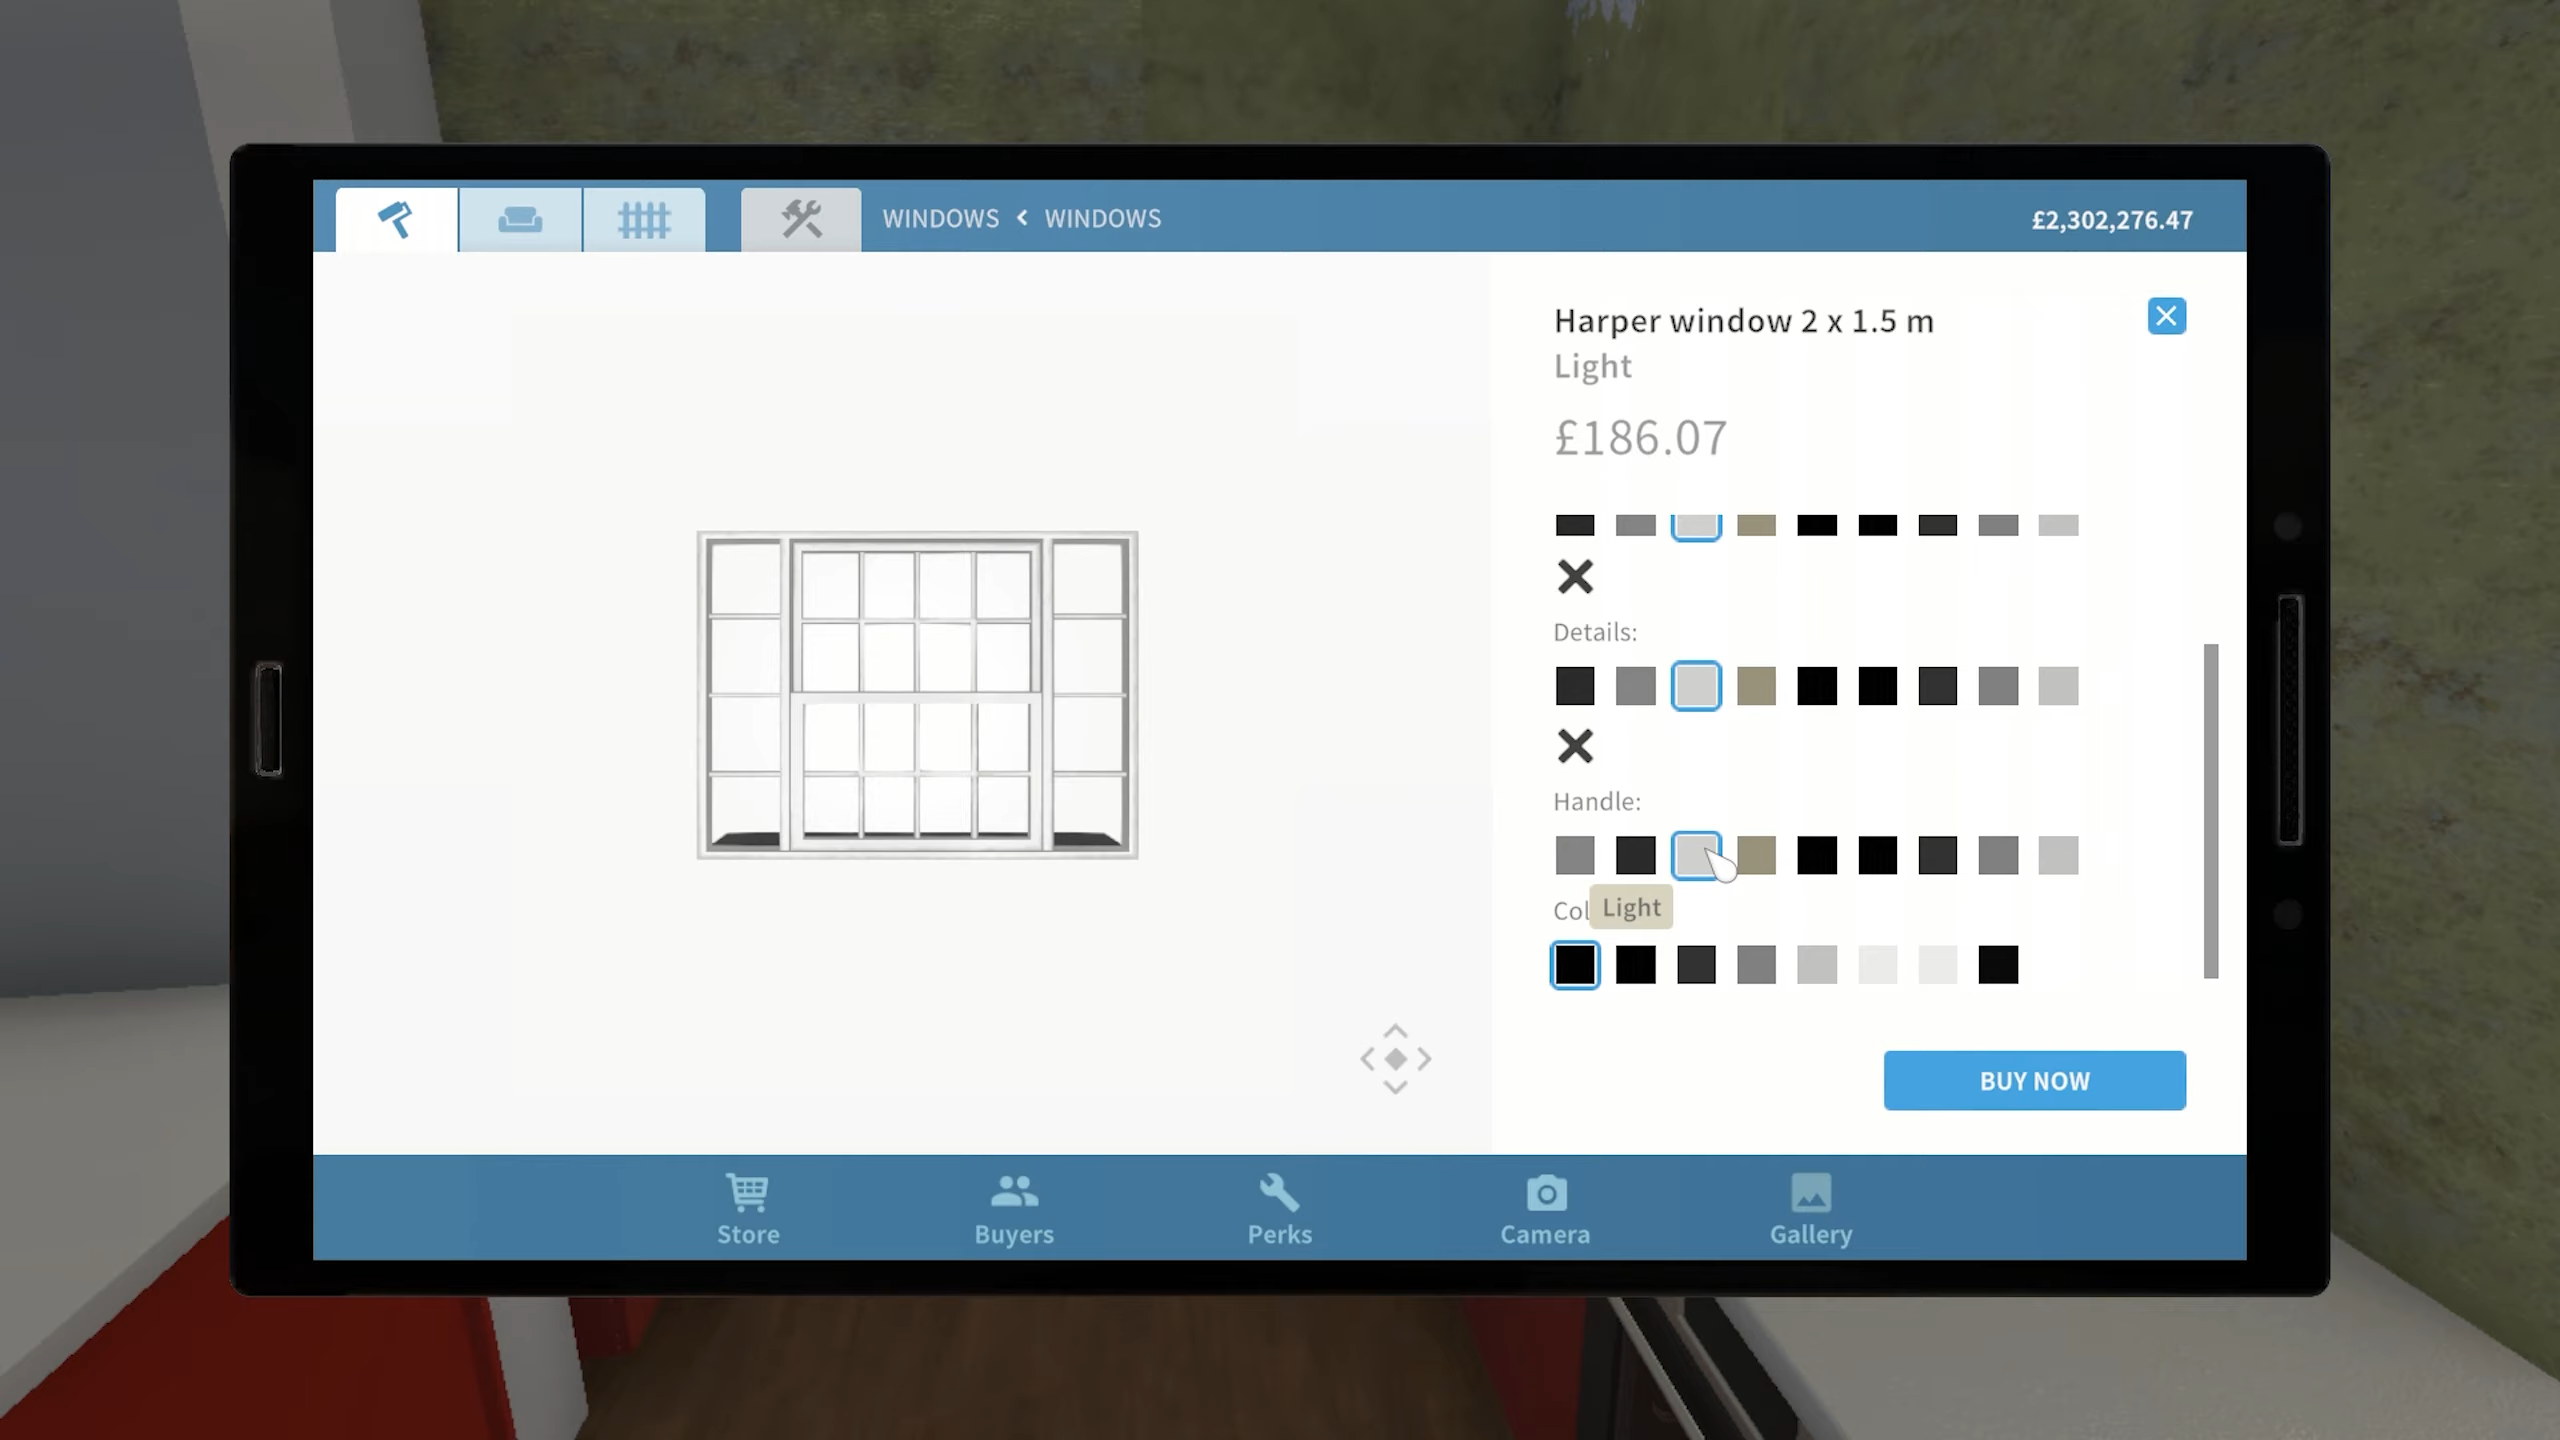 WINDOWS < WINDOWS
£2,302,276.47
Harper window 2 x 1.5 m
Light
£186.07
Details:
Handle:
Col
Light
BUY NOW
Store
Buyers
Perks
Camera
Gallery